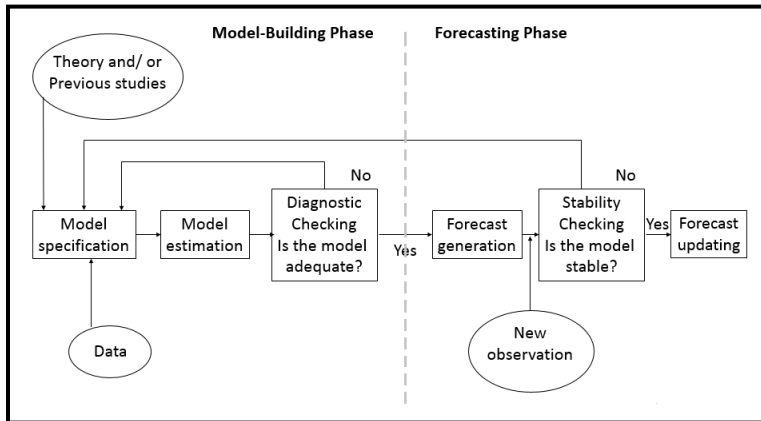 Model-Building Phase
Forecasting Phase
Theory and/ or
Previous studies
No
No
Model
specification
Model
estimation
Diagnostic
Checking
Is the model
adequate?
Yes
Forecast
generation
Stability
Checking
Is the model
stable?
Yes
Forecast
updating
Data
New
observation